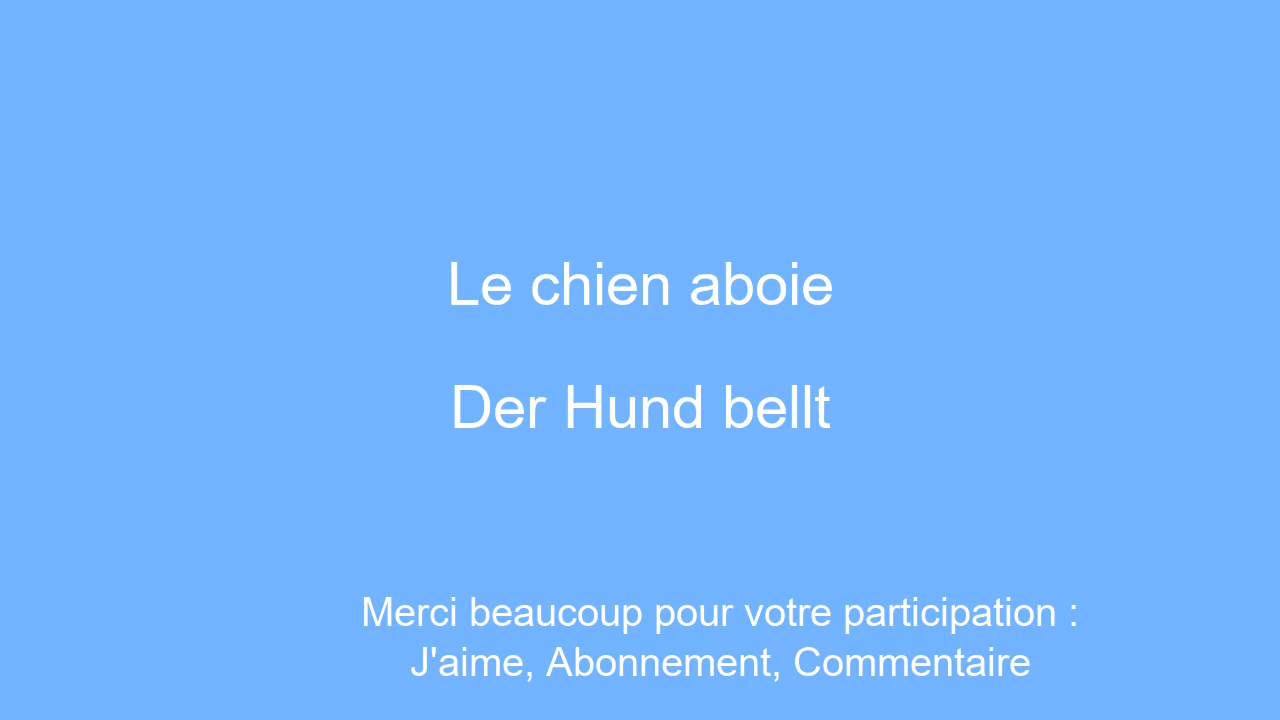 Le chien aboie
Der Hund bellt
Merci beaucoup pour votre participation :
J'aime, Abonnement, Commentaire